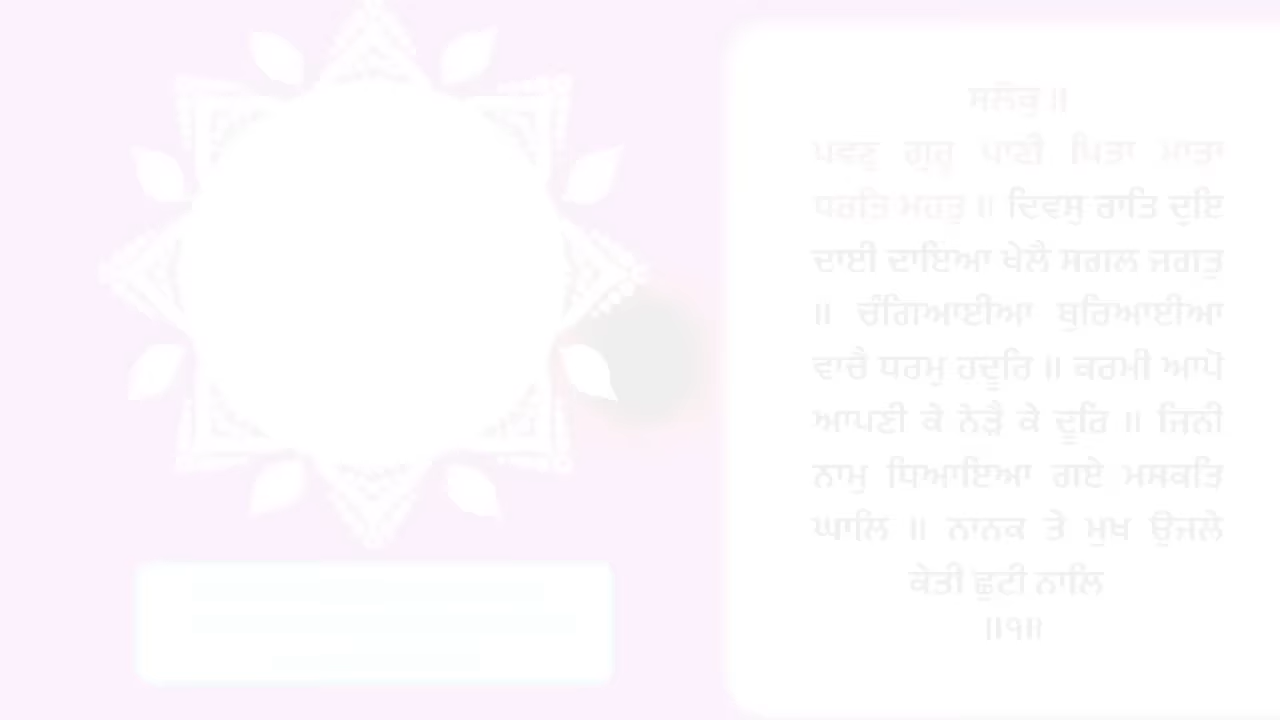 ਸਲੋਕੁ ॥
ਪਵਣੁ ਗੁਰੂ ਪਾਣੀ ਪਿਤਾ ਮਾਤਾ
ਧਰਤਿ ਮਹਤੁ ॥ ਦਿਵਸੁ ਰਾਤਿ ਦੁਇ
ਦਾਈ ਦਾਇਆ ਖੇਲੈ ਸਗਲ ਜਗਤੁ
॥ ਚੰਗਿਆਈਆ ਬੁਰਿਆਈਆ
ਵਾਚੈ ਧਰਮੁ ਹਦੂਰਿ ॥ ਕਰਮੀ ਆਪੋ
ਆਪਣੀ ਕੇ ਨੇੜੈ ਕੇ ਦੂਰਿ ॥ ਜਿਨੀ
ਨਾਮੁ ਧਿਆਇਆ ਗਏ ਮਸਕਤਿ
ਘਾਲਿ ॥ ਨਾਨਕ ਤੇ ਮੁਖ ਉਜਲੇ
ਕੇਤੀ ਛੁਟੀ ਨਾਲਿ
॥੧॥